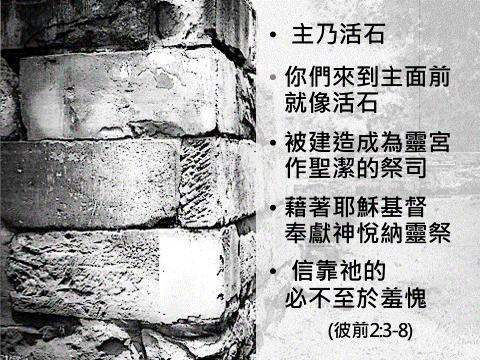 • 主乃活石
• 你們來到主面前
就像活石
• 被建造成為靈宮
作聖潔的祭司
• 藉著耶穌基督
奉獻神悅納靈祭
• 信靠祂的
必不至於羞愧
(彼前2:3-8)